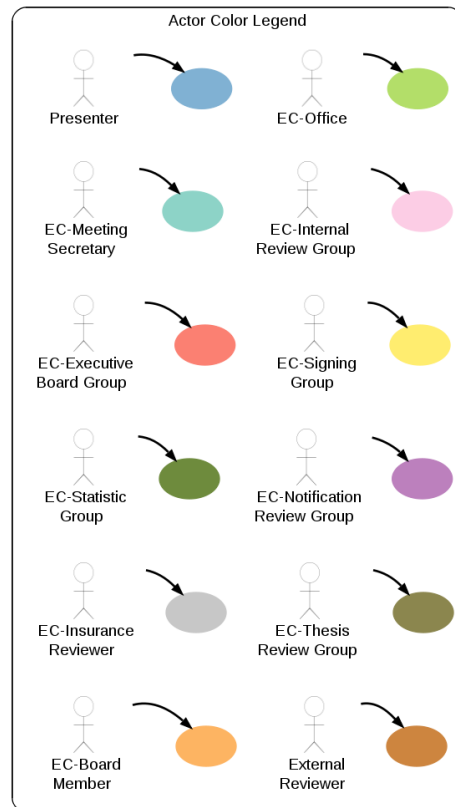 Actor Color Legend
Presenter
EC-Office
EC-Meeting
Secretary
EC-Internal
Review Group
EC-Executive
Board Group
EC-Signing
Group
EC-Statistic
Group
EC-Notification
Review Group
EC-Insurance
Reviewer
EC-Thesis
Review Group
EC-Board
Member
External
Reviewer